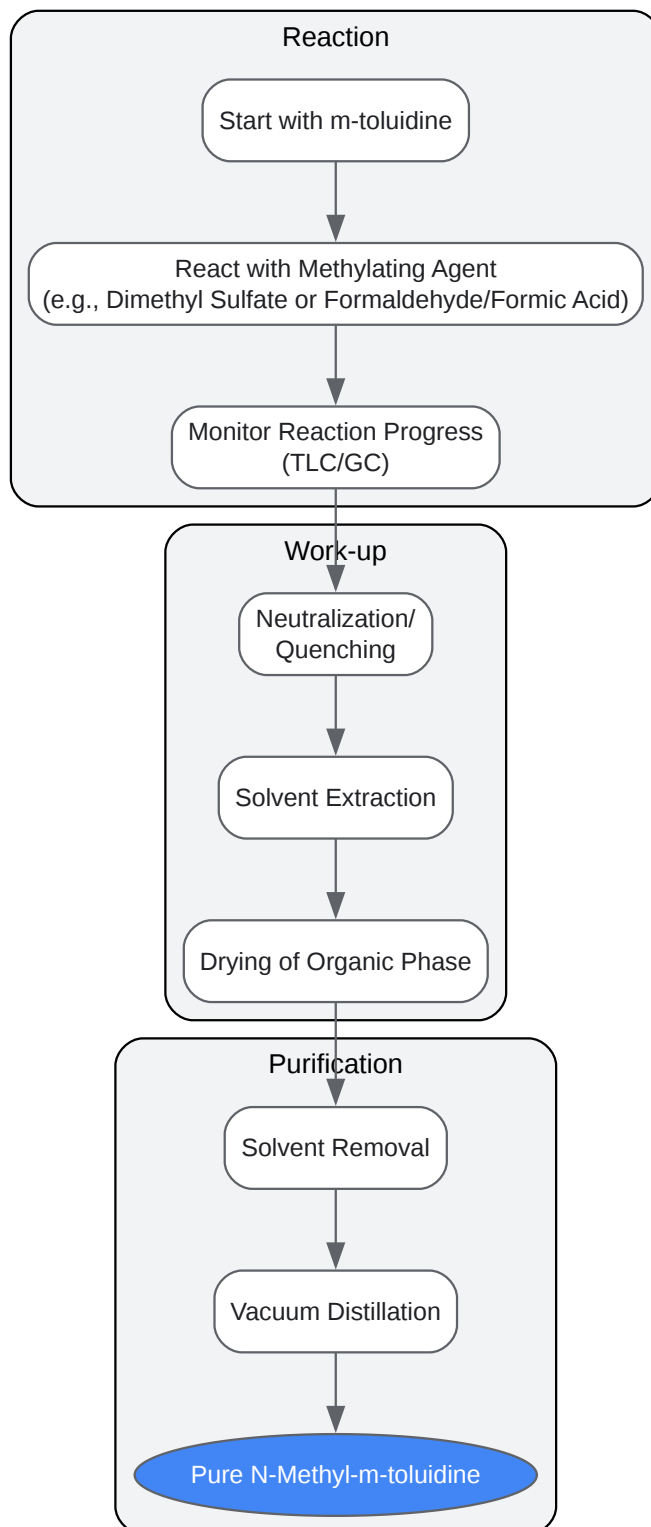 Reaction
Start with m-toluidine
React with Methylating Agent
(e.g., Dimethyl Sulfate or Formaldehyde/Formic Acid)
Monitor Reaction Progress
(TLC/GC)
Work-up
Neutralization/
Quenching
Solvent Extraction
Drying of Organic Phase
Purification
Solvent Removal
Vacuum Distillation
Pure N-Methyl-m-toluidine